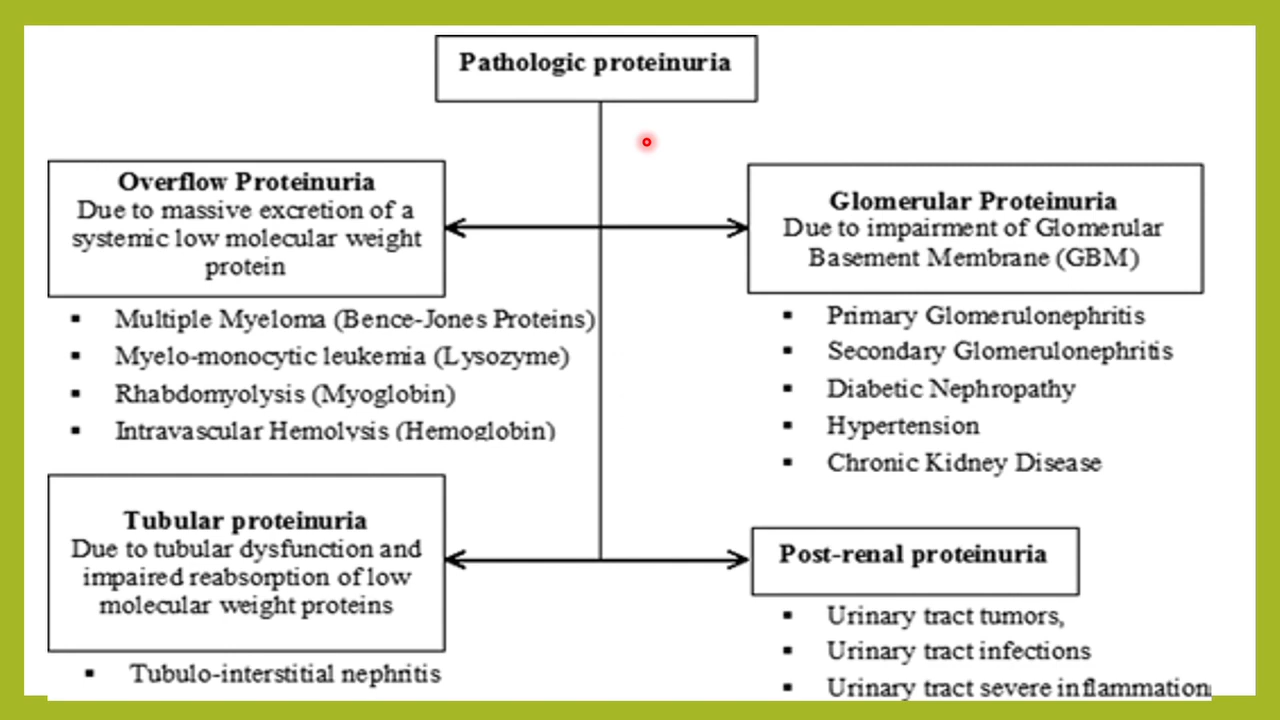 Pathologic proteinuria
Overflow Proteinuria
Due to massive excretion of a
systemic low molecular weight
protein
▪ Multiple Myeloma (Bence-Jones Proteins)
▪ Myelo-monocytic leukemia (Lysozyme)
▪ Rhabdomyolysis (Myoglobin)
▪ Intravascular Hemolysis (Hemoglobin)
Glomerular Proteinuria
Due to impairment of Glomerular
Basement Membrane (GBM)
▪ Primary Glomerulonephritis
▪ Secondary Glomerulonephritis
▪ Diabetic Nephropathy
▪ Hypertension
▪ Chronic Kidney Disease
Tubular proteinuria
Due to tubular dysfunction and
impaired reabsorption of low
molecular weight proteins
▪ Tubulo-interstitial nephritis
Post-renal proteinuria
▪ Urinary tract tumors,
▪ Urinary tract infections
▪ Urinary tract severe inflammation